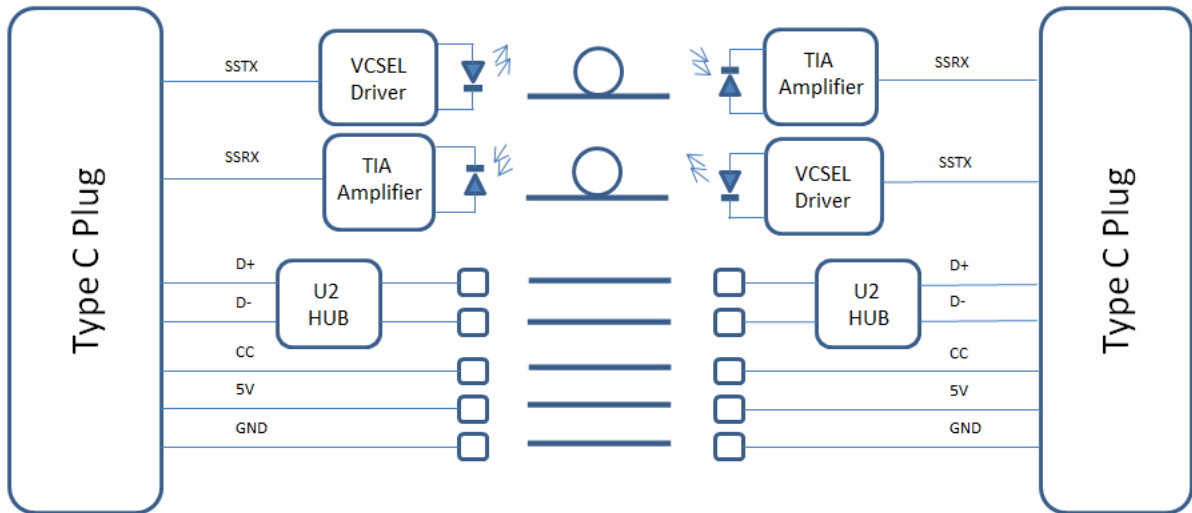 Type C Plug
SSTX
VCSEL
Driver
TIA
Amplifier
SSRX
SSRX
TIA
Amplifier
VCSEL
Driver
SSTX
D+
D-
U2
HUB
U2
HUB
D+
D-
CC
CC
5V
5V
GND
GND
Type C Plug